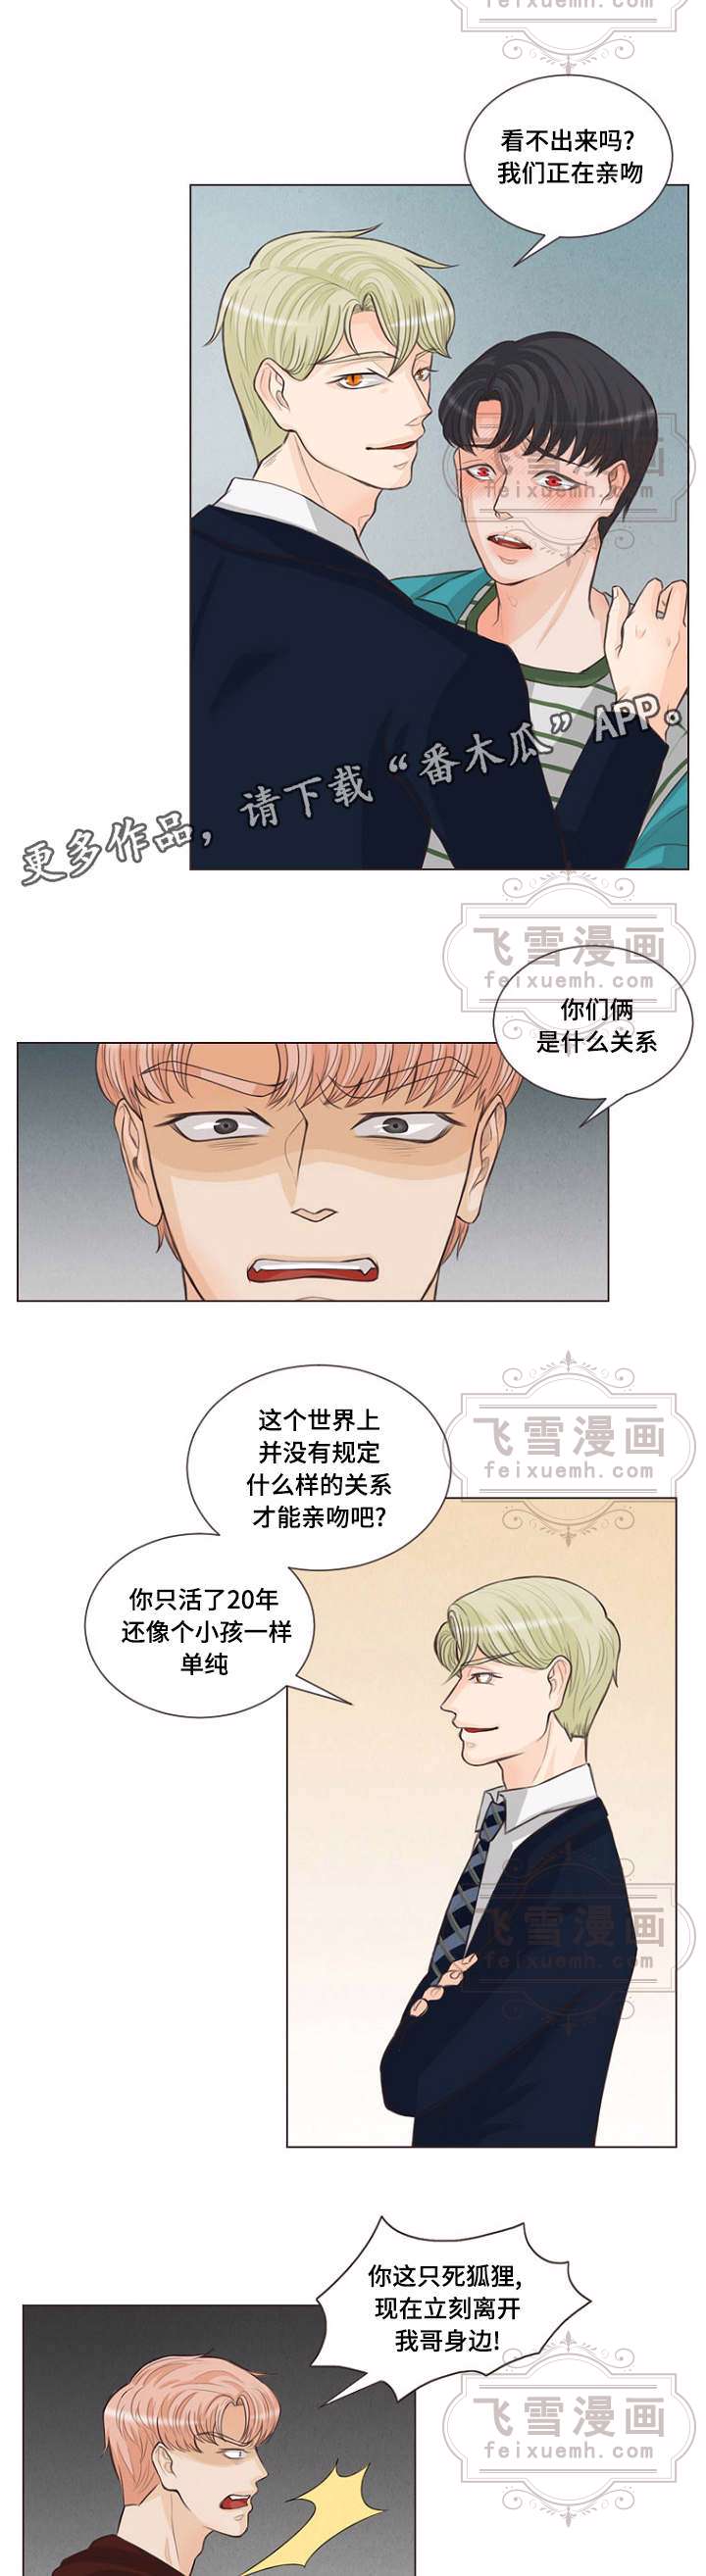 feixuemh.com
看不出来吗?
我们正在亲吻
飞雪漫画
feixuemh.com
更多作品，请下载“番木瓜”APP。
飞雪漫画
feixuemh.com
你们俩
是什么关系
飞雪漫画
feixuemh.com
这个世界上
并没有规定
什么样的关系
才能亲吻吧?
你只活了20年
还像个小孩一样
单纯
飞雪漫画
feixuemh.com
你这只死狐狸,
现在立刻离开
我哥身边!
飞雪漫画
feixuemh.com